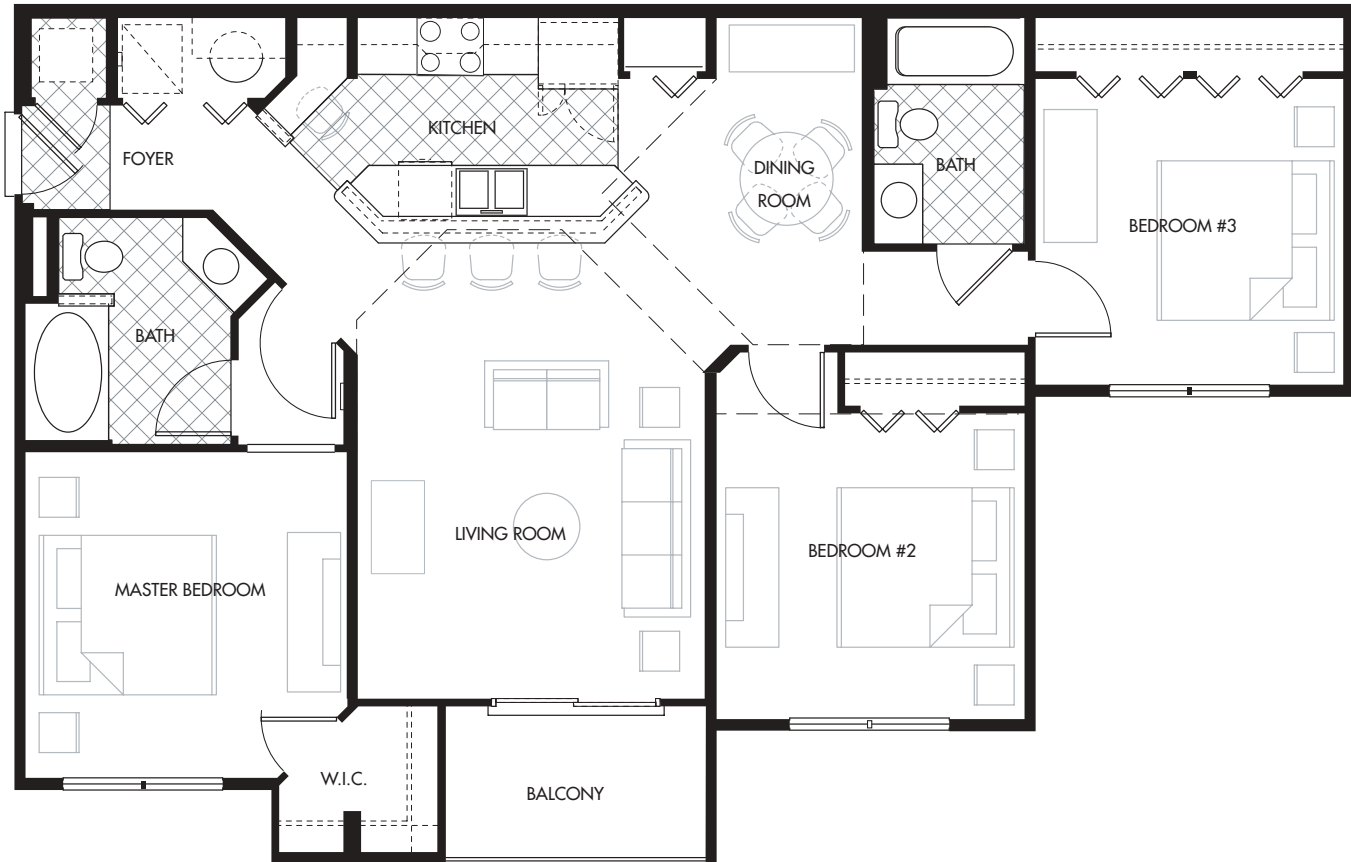 KITCHEN
FOYER
DINING
ROOM
BATH
BEDROOM #3
BATH
LIVING ROOM
BEDROOM #2
MASTER BEDROOM
W.I.C.
BALCONY